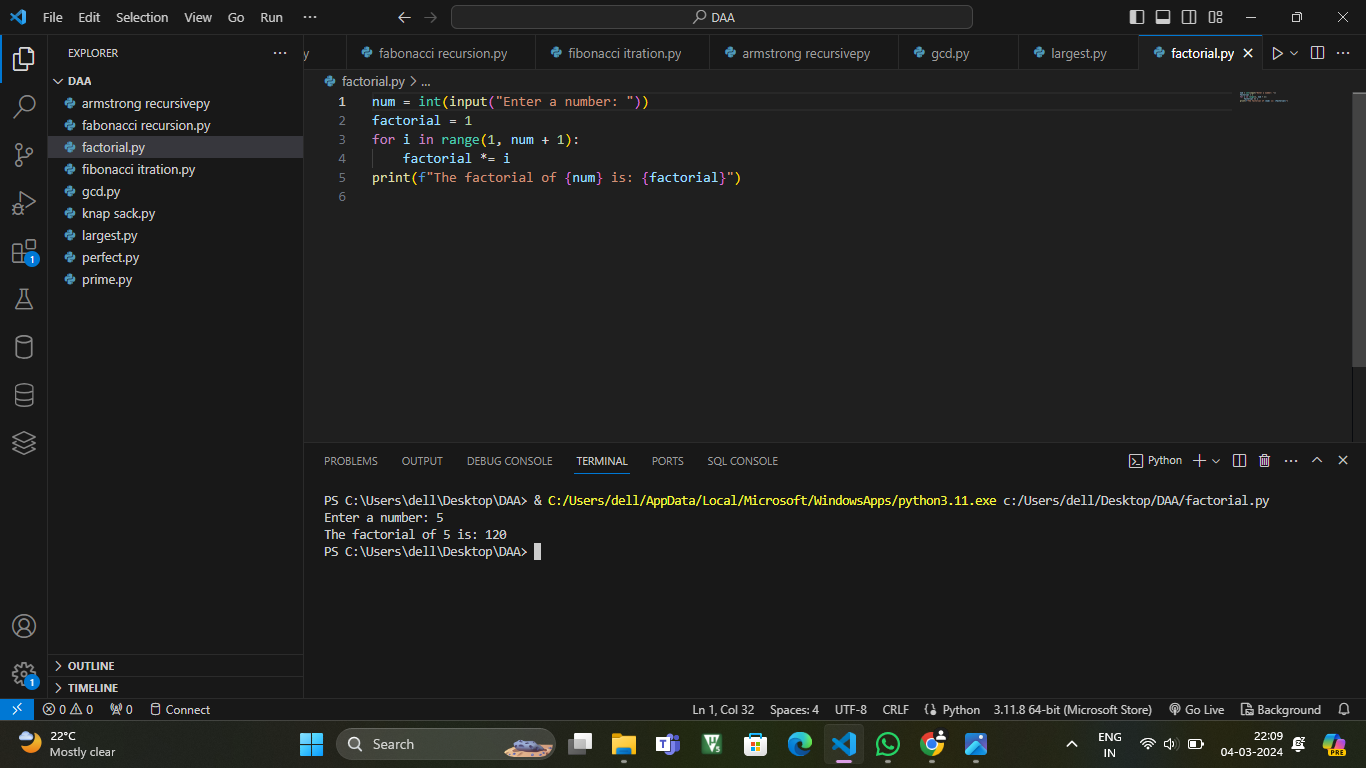 File Edit Selection View Go Run ··· DAA
EXPLORER ···
y fabonacci recursion.py fibonacci itration.py armstrong recursivepy gcd.py largest.py factorial.py
DAA
armstrong recursivepy
fabonacci recursion.py
factorial.py
fibonacci itration.py
gcd.py
knap sack.py
largest.py
perfect.py
prime.py
OUTLINE
TIMELINE
1
1
factorial.py > ...
1 num = int(input("Enter a number: "))
2 factorial = 1
3 for i in range(1, num + 1):
4     factorial *= i
5 print(f"The factorial of {num} is: {factorial}")
6
PROBLEMS OUTPUT DEBUG CONSOLE TERMINAL PORTS SQL CONSOLE Python
PS C:\Users\dell\Desktop\DAA> & C:/Users/dell/AppData/Local/Microsoft/WindowsApps/python3.11.exe c:/Users/dell/Desktop/DAA/factorial.py
Enter a number: 5
The factorial of 5 is: 120
PS C:\Users\dell\Desktop\DAA>
0 0 0 Connect Ln 1, Col 32 Spaces: 4 UTF-8 CRLF Python 3.11.8 64-bit (Microsoft Store) Go Live Background
22°C
Mostly clear
Search
ENG
IN
22:09
04-03-2024
PRE